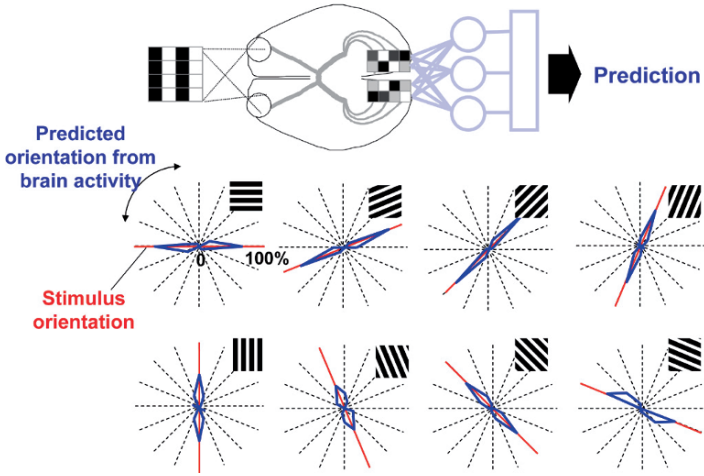 Prediction
Predicted
orientation from
brain activity
0
100%
Stimulus
orientation